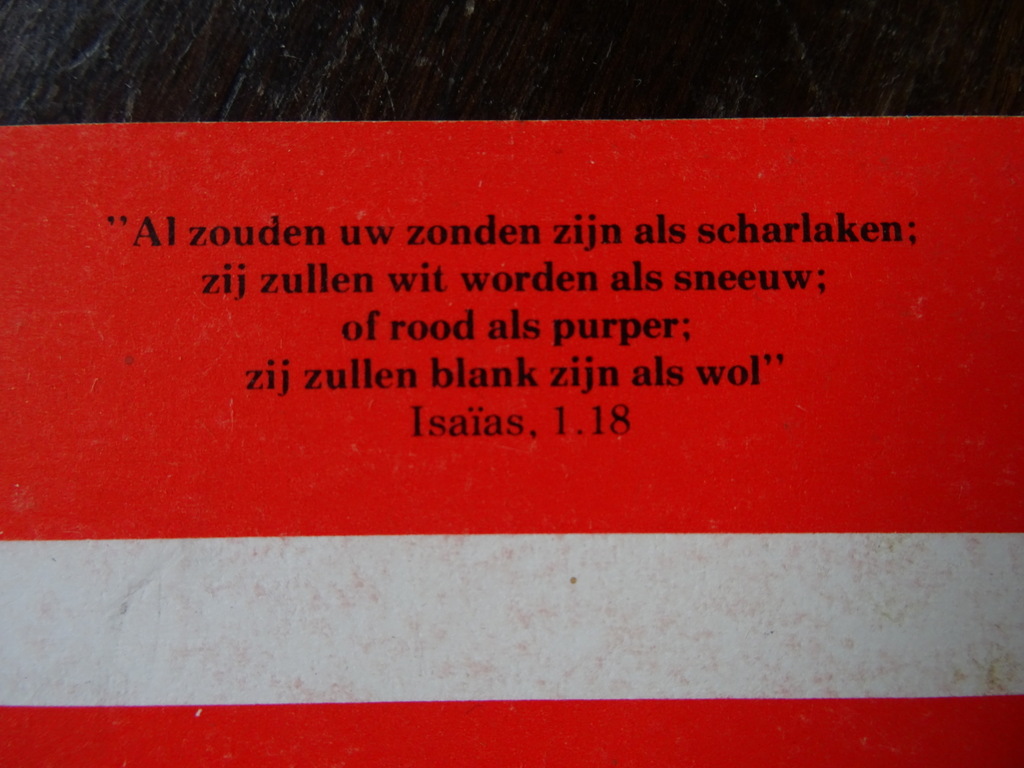 ”Al zouden uw zonden zijn als scharlaken;
zij zullen wit worden als sneeuw;
of rood als purper;
zij zullen blank zijn als wol”
Isaïas, 1.18